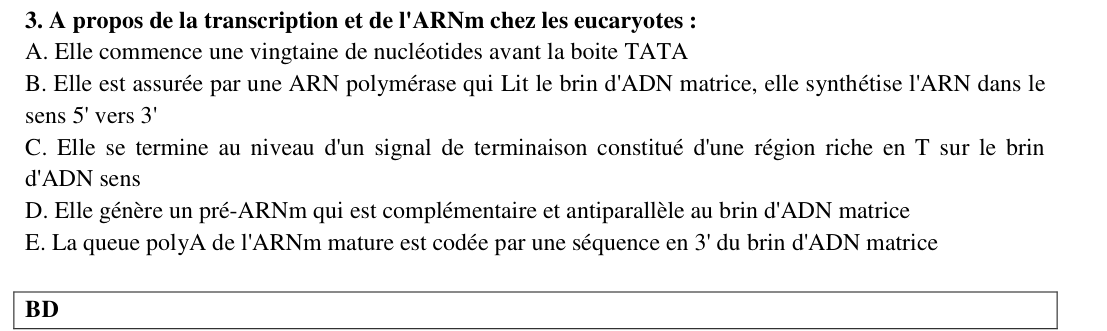 3. A propos de la transcription et de l'ARNm chez les eucaryotes :
A. Elle commence une vingtaine de nucléotides avant la boite TATA
B. Elle est assurée par une ARN polymérase qui Lit le brin d'ADN matrice, elle synthétise l'ARN dans le
sens 5' vers 3'
C. Elle se termine au niveau d'un signal de terminaison constitué d'une région riche en T sur le brin
d'ADN sens
D. Elle génère un pré-ARNm qui est complémentaire et antiparallèle au brin d'ADN matrice
E. La queue polyA de l'ARNm mature est codée par une séquence en 3' du brin d'ADN matrice
BD